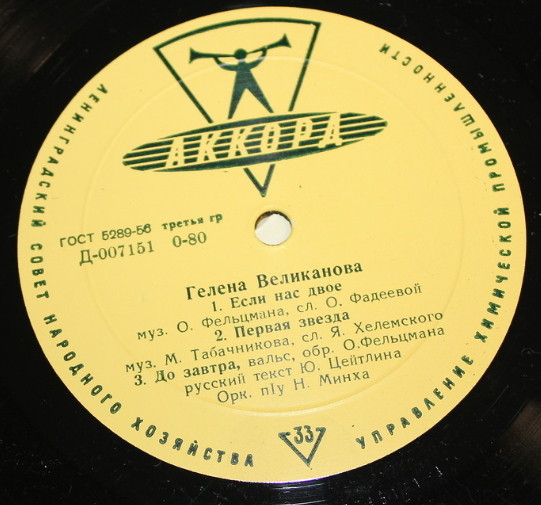 АККОРД
ЛЕНИНГРАДСКИЙ СОВЕТ НАРОДНОГО ХОЗЯЙСТВА
УПРАВЛЕНИЕ ХИМИЧЕСКОЙ ПРОМЫШЛЕННОСТИ
ГОСТ 5289-56 третья гр
Д-007151 0-80
Гелена Великанова
1. Если нас двое
муз. О. Фельцмана, сл. О. Фадеевой
2. Первая звезда
муз. М. Табачникова, сл. Я. Хелемского
3. До завтра, вальс, обр. О.Фельцмана
русский текст Ю. Цейтлина
Орк. п/у Н. Минха
33